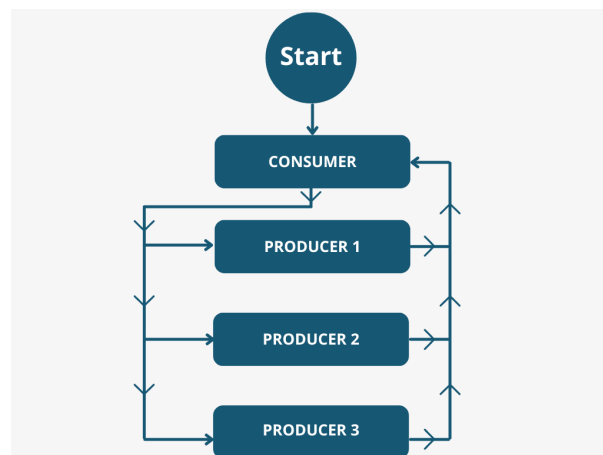 Start
CONSUMER
PRODUCER 1
PRODUCER 2
PRODUCER 3